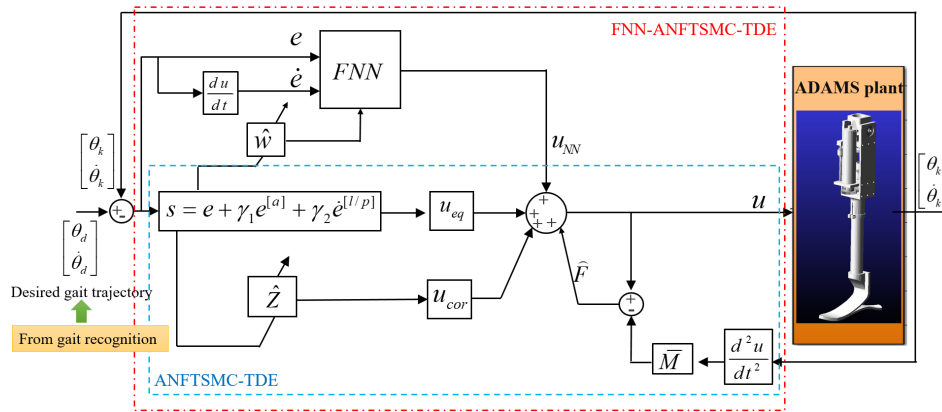 FNN-ANFTSMC-TDE
e
FNN
ė
du
dt
ŵ
u_NN
ADAMS plant
[θ_k
θ̇_k]
[θ_k
θ̇_k
+
-
s = e + γ₁e^[a] + γ₂ė^[l/p]
u_eq
+
+ ++
u
[θ_d
θ̇_d]
Desired gait trajectory
From gait recognition
Ẑ
u_cor
F̂
+
-
M̄
d²u
dt²
ANFTSMC-TDE